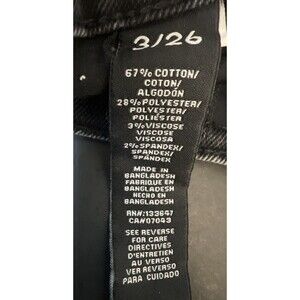 3/26
67% COTTON/
COTON/
ALGODÓN
28% POLYESTER/
POLYESTER/
POLIÉSTER
3% VISCOSE
VISCOSE
VISCOSA
2% SPANDEX/
SPANDEX/
SPANDEX
MADE IN
BANGLADESH
FABRIQUE EN
BANGLADESH
HECHO EN
BANGLADESH
RN#:133647
CA#07043
SEE REVERSE
FOR CARE
DIRECTIVES
D'ENTRETIEN
AU VERSO
VER REVERSO
PARA CUIDADO